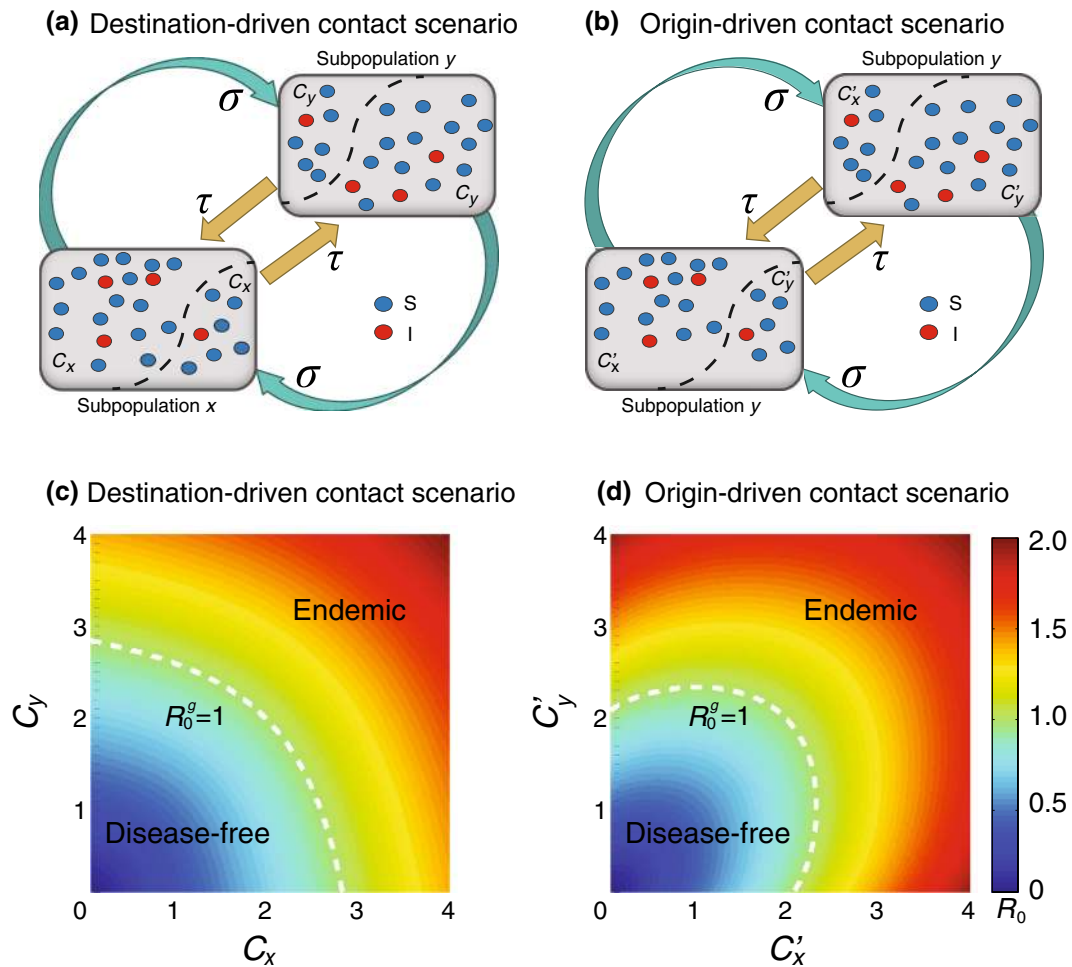 (a) Destination-driven contact scenario
Subpopulation y
C_y
σ
C_y
τ
τ
C_x
C_x
S
I
σ
Subpopulation x
(b) Origin-driven contact scenario
Subpopulation y
C'_x
σ
C'_y
τ
τ
C'_y
C'_x
S
I
σ
Subpopulation y
(c) Destination-driven contact scenario
4
3
2
1
0
C_y
Endemic
R_0^g=1
Disease-free
0 1 2 3 4
C_x
(d) Origin-driven contact scenario
4
3
2
1
0
C'_y
Endemic
R_0^g=1
Disease-free
0 1 2 3 4
C'_x
2.0
1.5
1.0
0.5
0
R_0